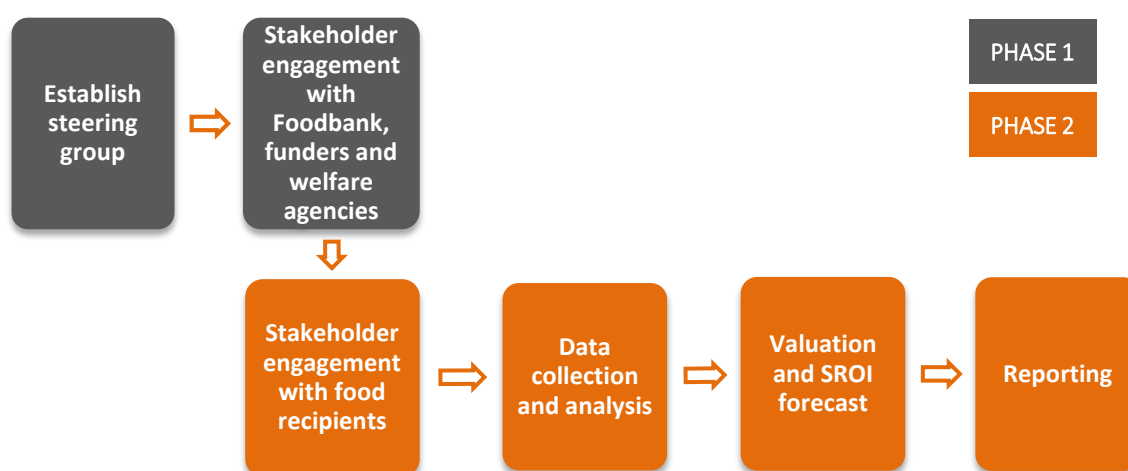 Establish
steering
group
Stakeholder
engagement
with
Foodbank,
funders and
welfare
agencies
PHASE 1
PHASE 2
Stakeholder
engagement
with food
recipients
Data
collection
and analysis
Valuation
and SROI
forecast
Reporting